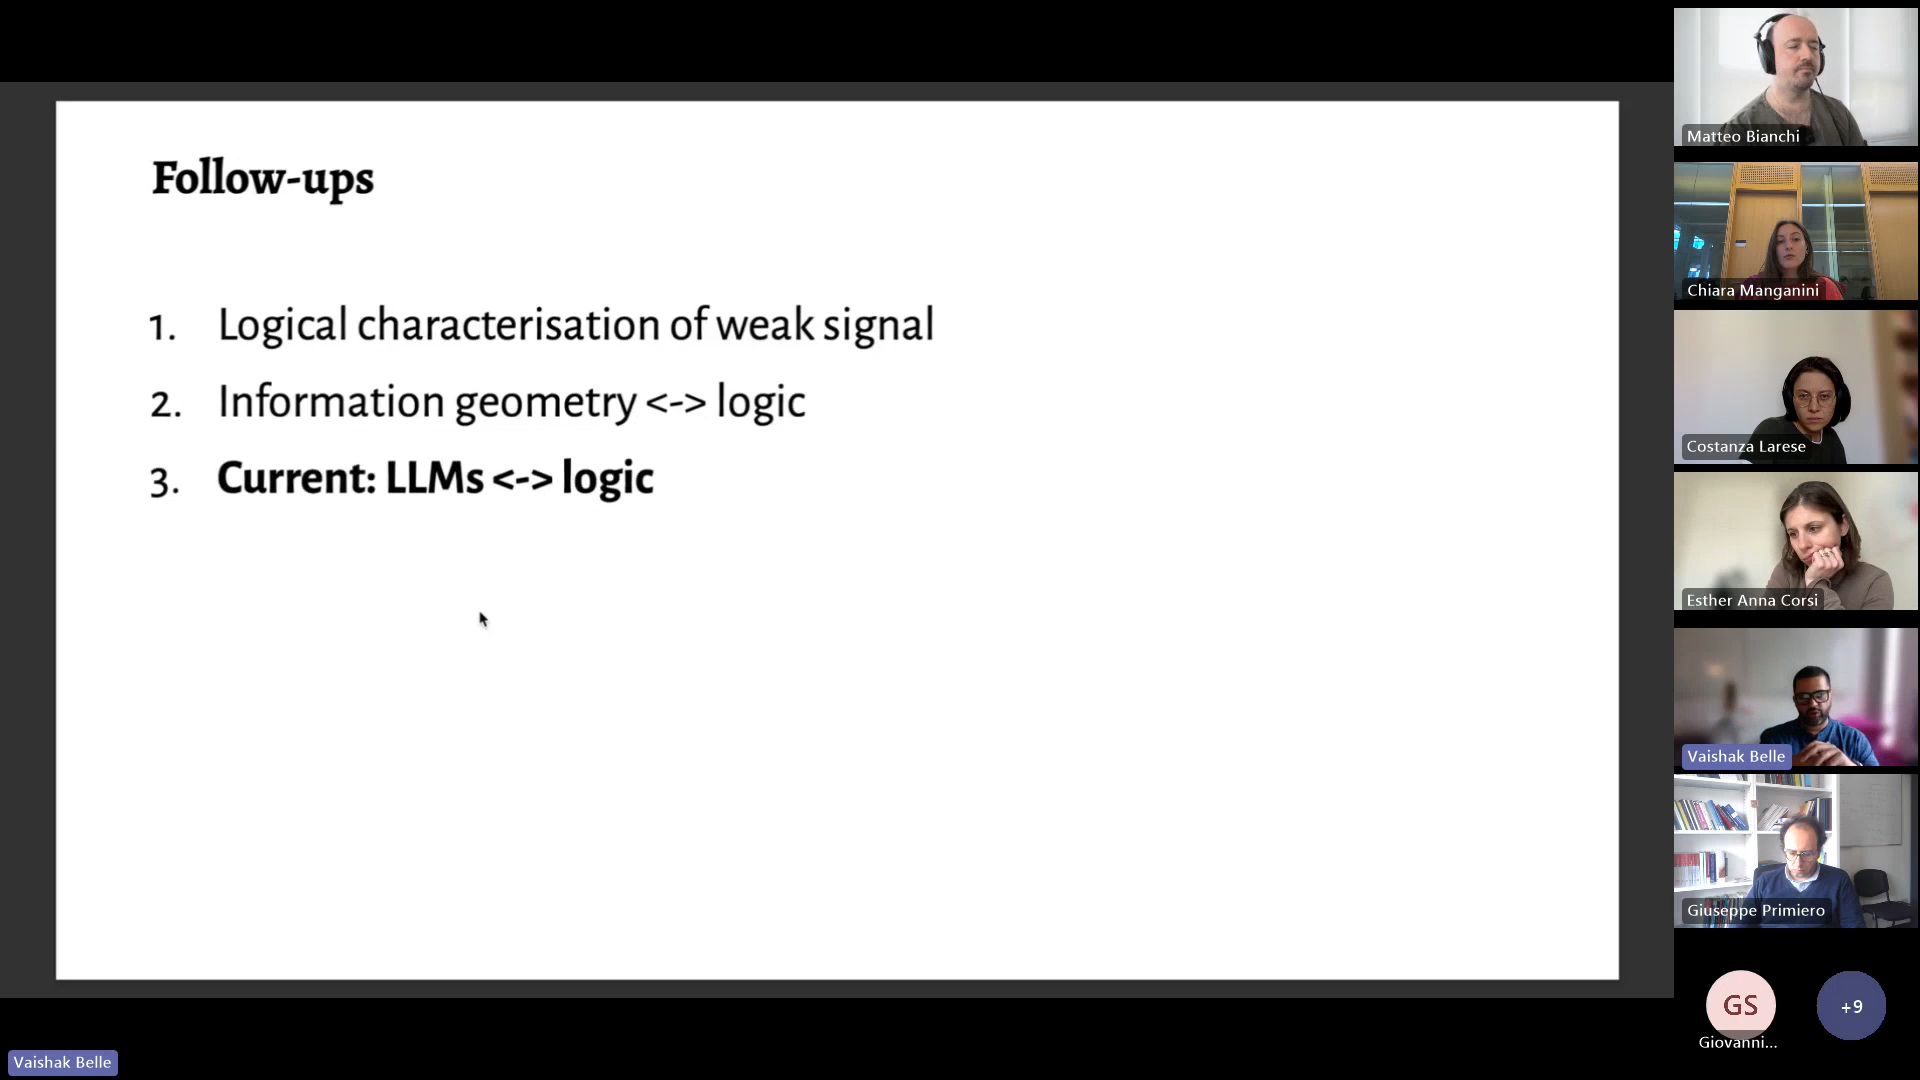 Follow-ups
1. Logical characterisation of weak signal
2. Information geometry <-> logic
3. Current: LLMs <-> logic
Matteo Bianchi
Chiara Manganini
Costanza Larese
Esther Anna Corsi
Vaishak Belle
Giuseppe Primiero
GS
+9
Giovanni...
Vaishak Belle